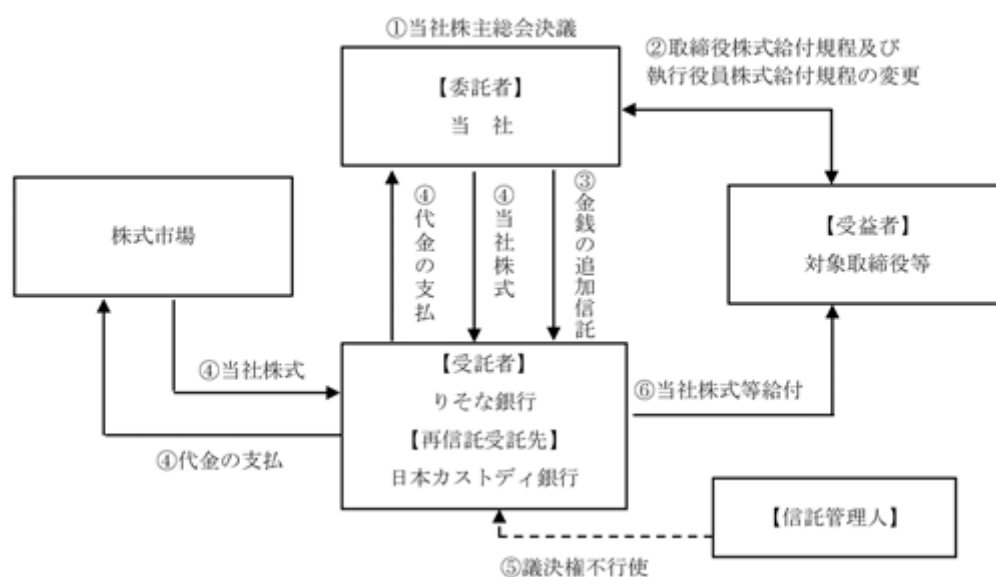 ①当社株主総会決議
②取締役株式給付規程及び
執行役員株式給付規程の変更
【委託者】
当 社
④代金の支払
④当社株式
③金銭の追加信託
株式市場
【受益者】
対象取締役等
④当社株式
④代金の支払
【受託者】
りそな銀行
【再信託受託先】
日本カストディ銀行
⑥当社株式等給付
【信託管理人】
⑤議決権不行使